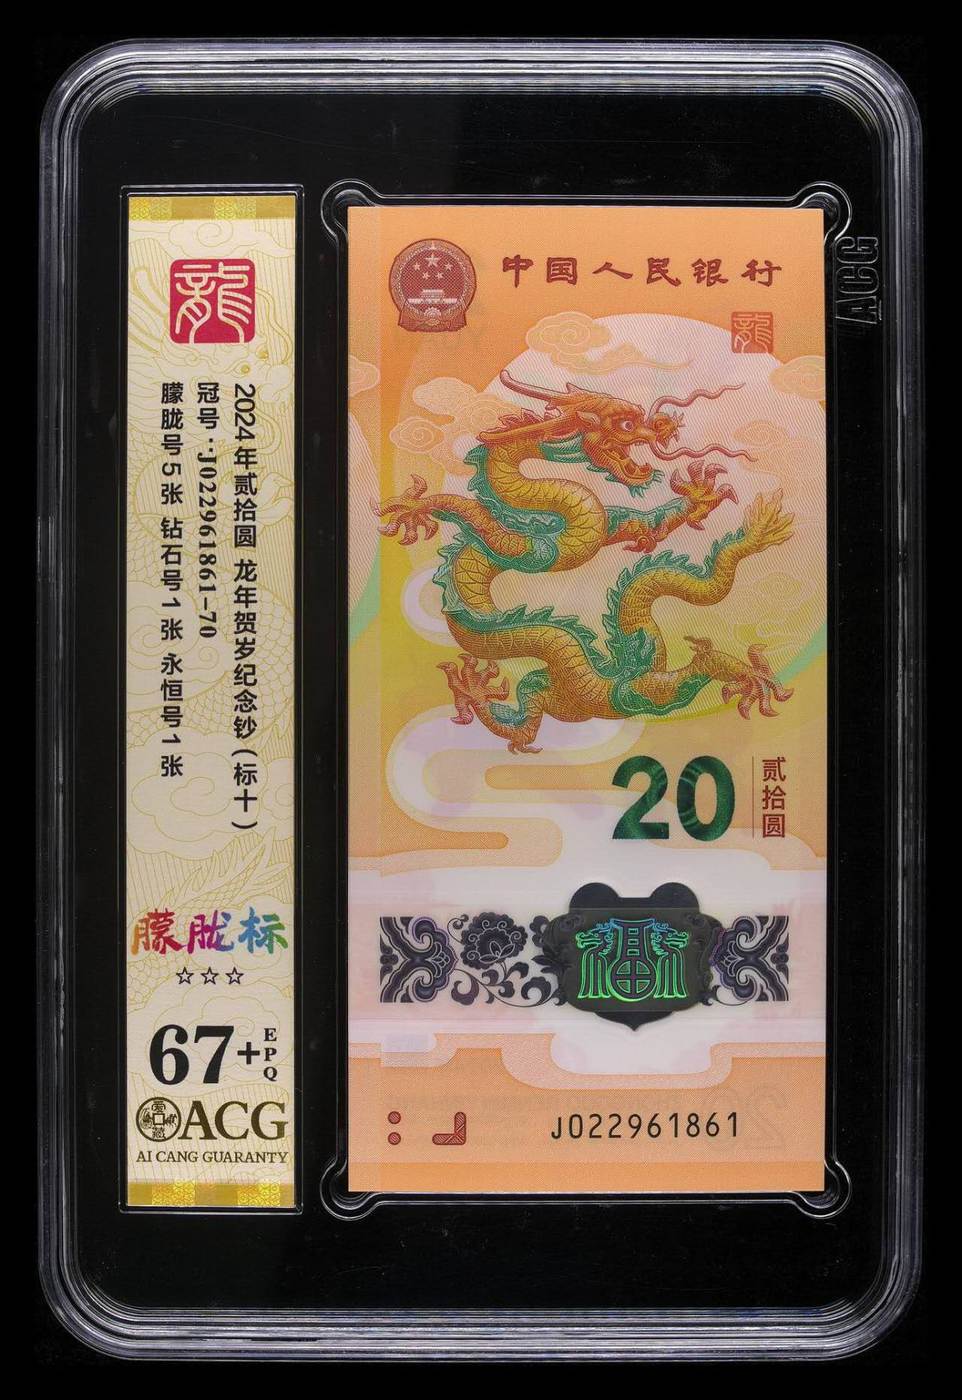 龍
2024年贰拾圆 龙年贺岁纪念钞(标十)
冠号:J022961861-70
朦胧号5张 钻石号1张 永恒号1张
朦胧标
☆☆☆
67+EPQ
ACG
AI CANG GUARANTY
中国人民银行
龍
20
贰拾圆
福
J022961861
ACG